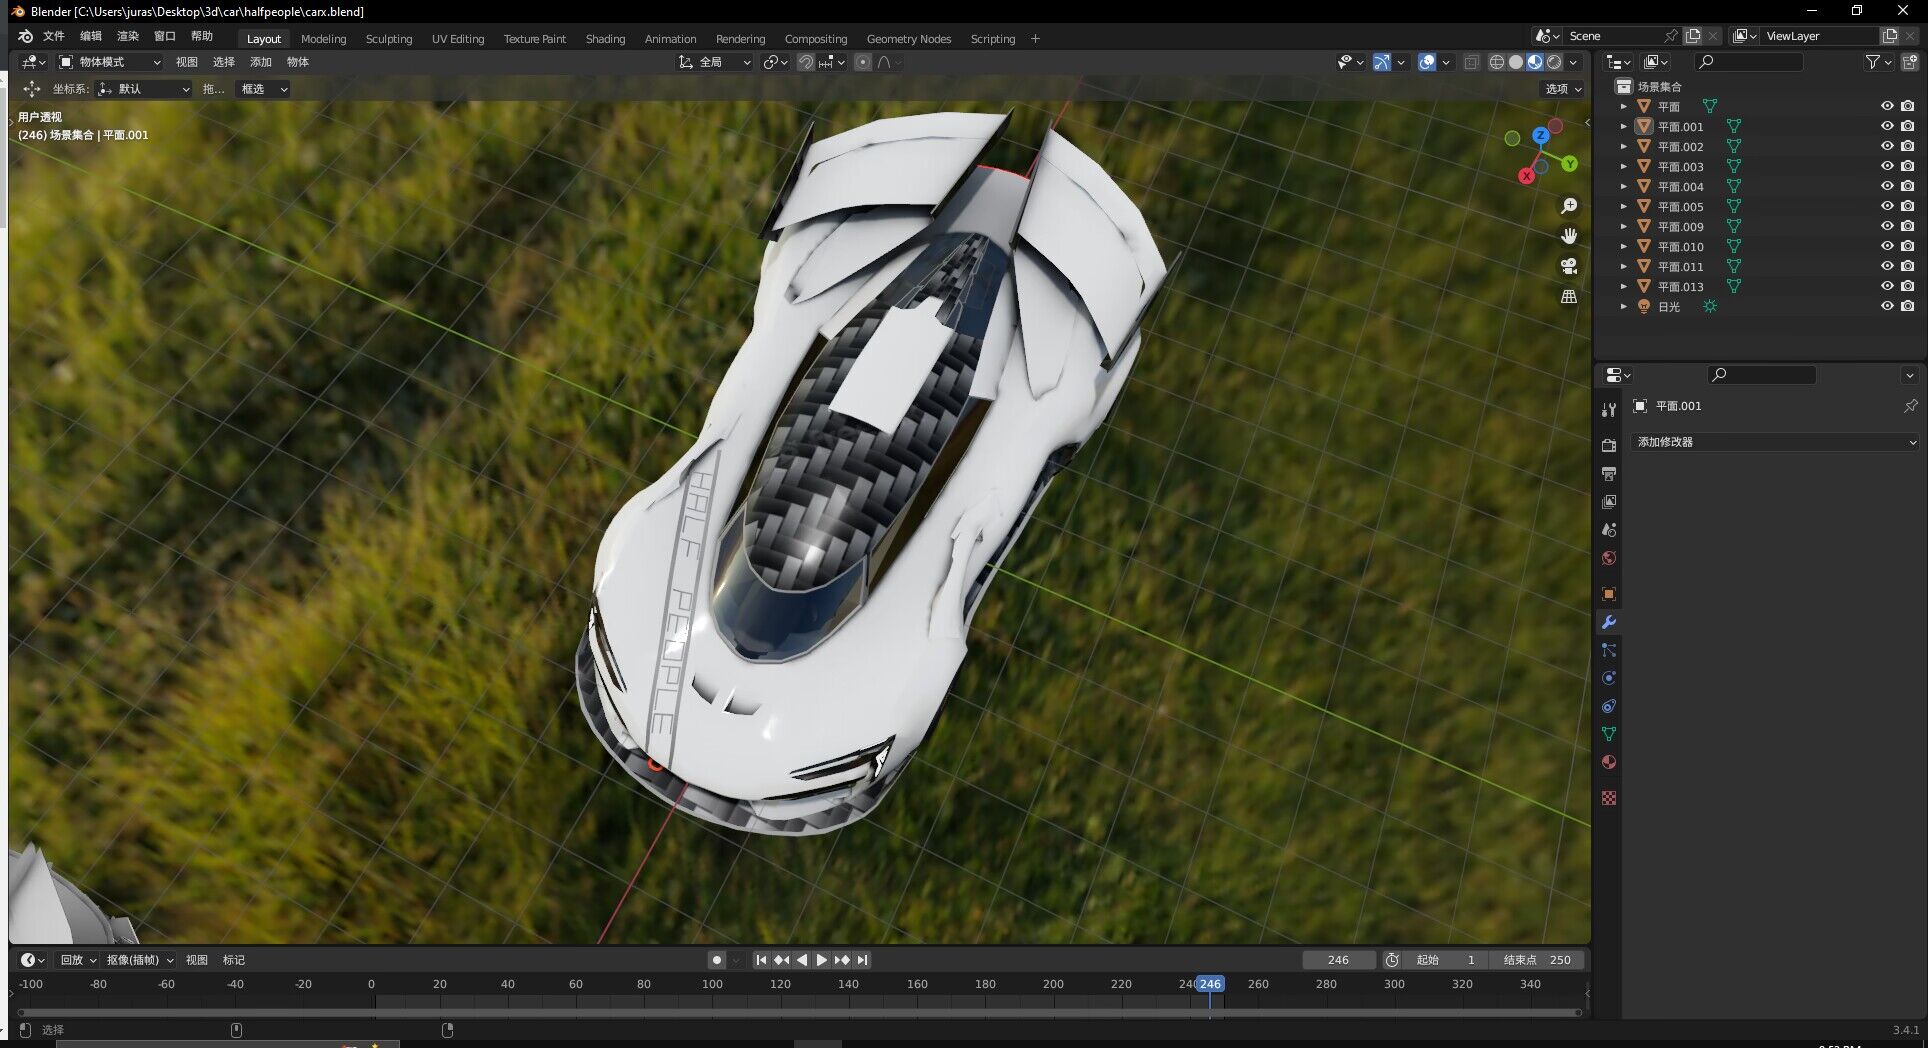 Blender [C:\Users\juras\Desktop\3d\car\halfpeople\carx.blend]
文件 编辑 渲染 窗口 帮助 Layout Modeling Sculpting UV Editing Texture Paint Shading Animation Rendering Compositing Geometry Nodes Scripting + Scene ViewLayer
物体模式 视图 选择 添加 物体 全局
坐标系: 默认 拖... 框选 选项
用户透视
(246) 场景集合 | 平面.001
Z
Y
X
HALF PEOPLE
场景集合
平面
平面.001
平面.002
平面.003
平面.004
平面.005
平面.009
平面.010
平面.011
平面.013
日光
平面.001
添加修改器
回放 抠像(插帧) 视图 标记 246 起始 1 结束点 250
-100 -80 -60 -40 -20 0 20 40 60 80 100 120 140 160 180 200 220 240 246 260 280 300 320 340
选择
3.4.1